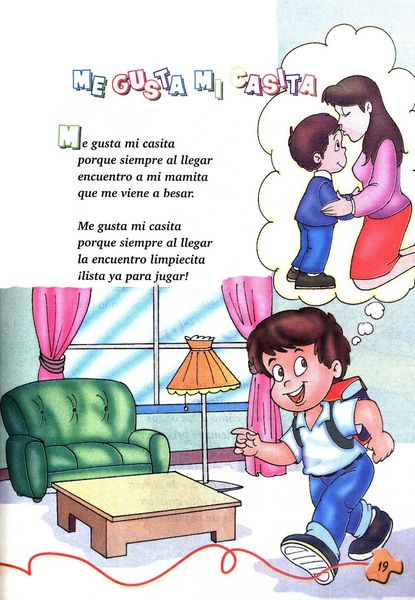 ME GUSTA MI CASITA
Me gusta mi casita
porque siempre al llegar
encuentro a mi mamita
que me viene a besar.
Me gusta mi casita
porque siempre al llegar
la encuentro limpiecita
¡lista ya para jugar!
19